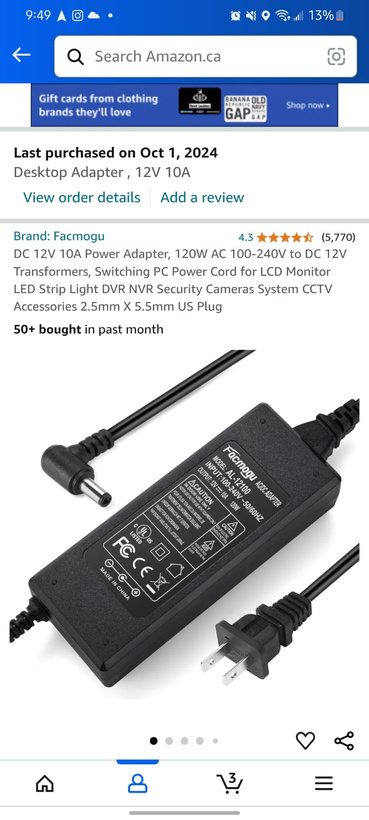 9:49
13%
Search Amazon.ca
Gift cards from clothing
brands they'll love
BANANA REPUBLIC
OLD NAVY
GAP
GAP
Shop now
Last purchased on Oct 1, 2024
Desktop Adapter , 12V 10A
View order details
Add a review
Brand: Facmogu
4.3
(5,770)
DC 12V 10A Power Adapter, 120W AC 100-240V to DC 12V
Transformers, Switching PC Power Cord for LCD Monitor
LED Strip Light DVR NVR Security Cameras System CCTV
Accessories 2.5mm X 5.5mm US Plug
50+ bought in past month
Facmogu AC/DC ADAPTER
MODEL: AL-12100
INPUT: 100-240V~50/60HZ
OUTPUT: 12V 10A 120W
CAUTION
C UL US
LISTED
FC CE
MADE IN CHINA
3